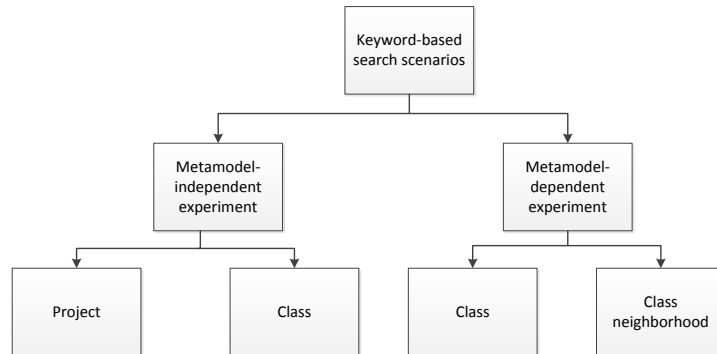 Keyword-based
search scenarios
Metamodel-
independent
experiment
Metamodel-
dependent
experiment
Project
Class
Class
Class
neighborhood